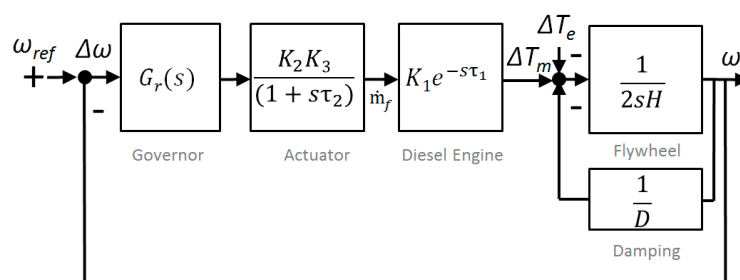 ω_ref
Δω
+
-
G_r(s)
Governor
K_2K_3
(1 + sτ_2)
Actuator
ṁ_f
K_1e^{-sτ_1}
Diesel Engine
ΔT_m
ΔT_e
-
-
1
2sH
Flywheel
ω
1
D
Damping